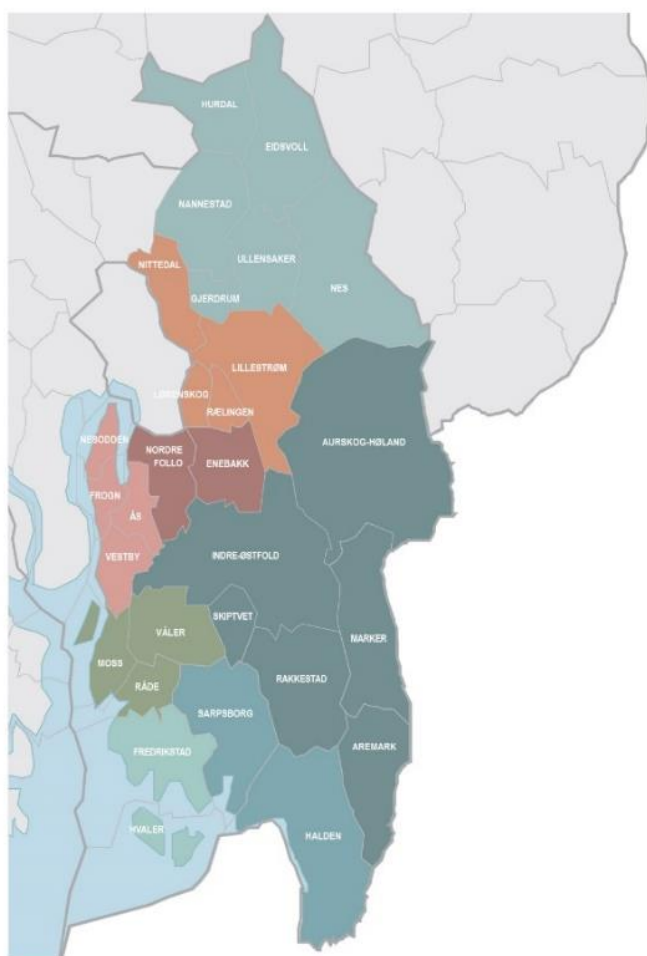 HURDAL
EIDSVOLL
NANNESTAD
ULLENSAKER
NITTEDAL
GJERDRUM
NES
LILLESTRØM
LØRENSKOG
RÆLINGEN
AURSKOG-HØLAND
NESODDEN
NORDRE
FOLLO
ENEBAKK
FROGN
ÅS
VESTBY
INDRE-ØSTFOLD
SKIPTVET
VÅLER
MARKER
MOSS
RÅDE
RAKKESTAD
SARPSBORG
AREMARK
FREDRIKSTAD
HVALER
HALDEN